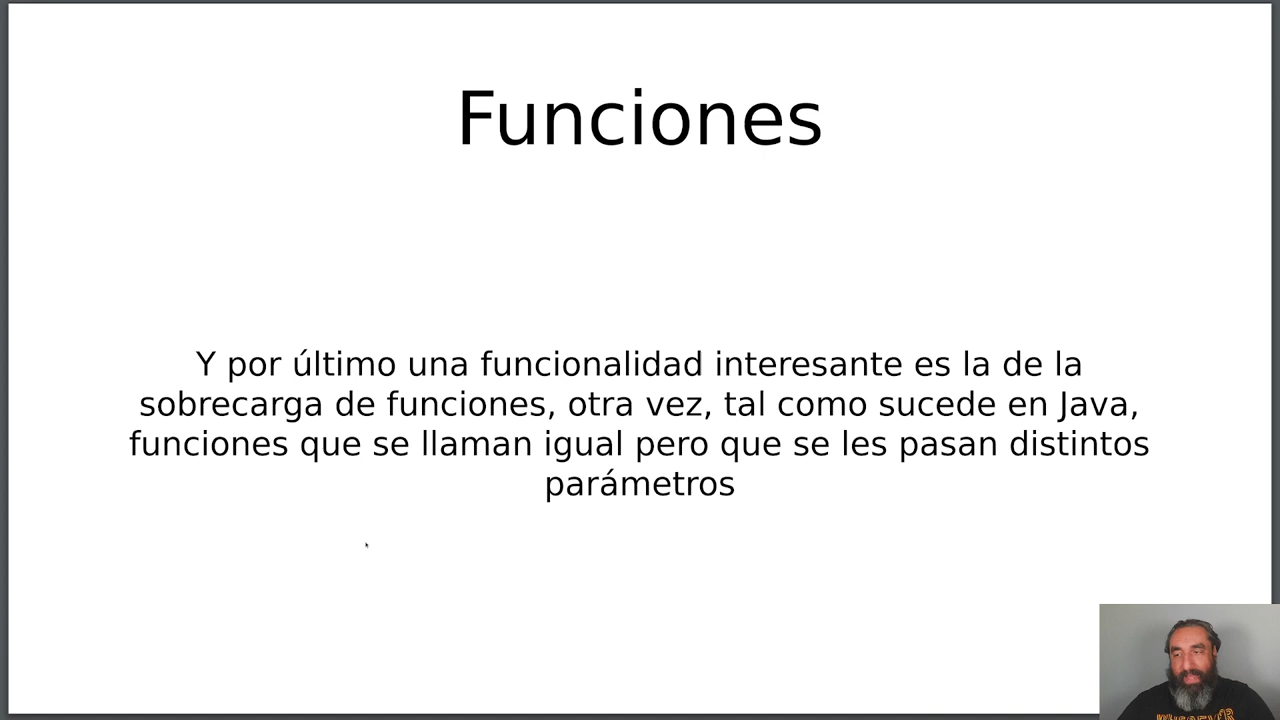 Funciones
Y por último una funcionalidad interesante es la de la
sobrecarga de funciones, otra vez, tal como sucede en Java,
funciones que se llaman igual pero que se les pasan distintos
parámetros